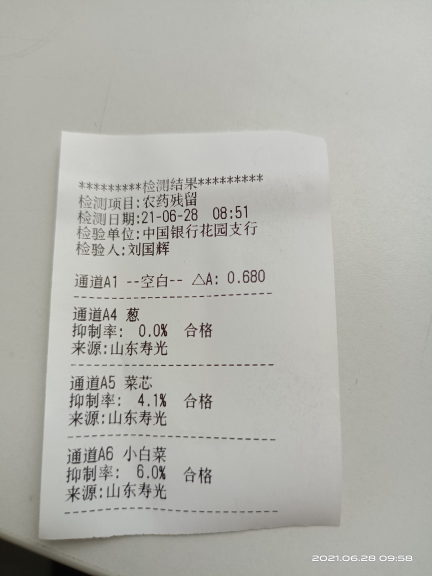 *********检测结果*********
检测项目:农药残留
检测日期:21-06-28 08:51
检验单位:中国银行花园支行
检验人:刘国辉
通道A1 --空白-- △A: 0.680
通道A4 葱
抑制率: 0.0% 合格
来源:山东寿光
通道A5 菜芯
抑制率: 4.1% 合格
来源:山东寿光
通道A6 小白菜
抑制率: 6.0% 合格
来源:山东寿光
2021.06.28 09:58